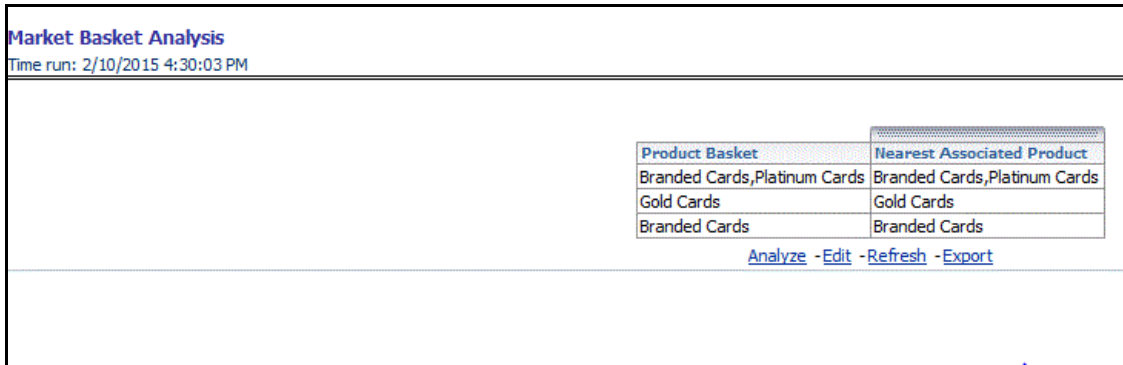 Market Basket Analysis
Time run: 2/10/2015 4:30:03 PM
Product Basket Nearest Associated Product
Branded Cards,Platinum Cards Branded Cards,Platinum Cards
Gold Cards Gold Cards
Branded Cards Branded Cards
Analyze -Edit -Refresh -Export